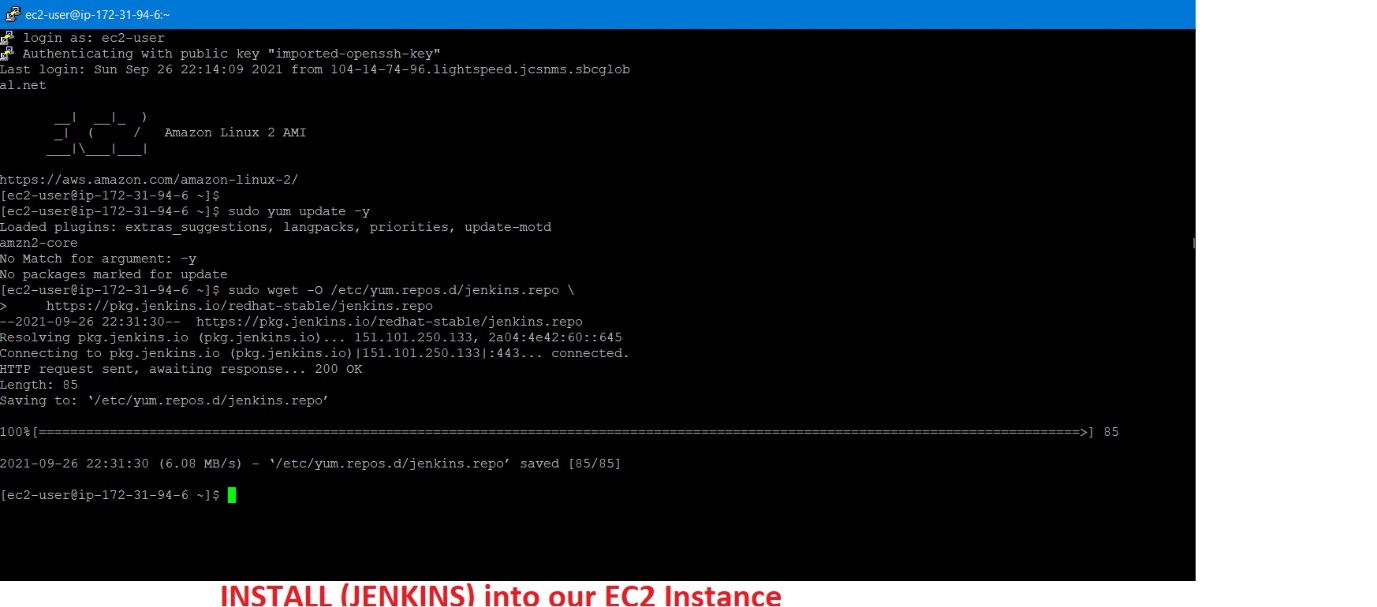 ec2-user@ip-172-31-94-6:~
login as: ec2-user
Authenticating with public key "imported-openssh-key"
Last login: Sun Sep 26 22:14:09 2021 from 104-14-74-96.lightspeed.jcsnms.sbcglob
al.net
       __|  __|_  )
       _|  (     /   Amazon Linux 2 AMI
      ___|\___|___|
https://aws.amazon.com/amazon-linux-2/
[ec2-user@ip-172-31-94-6 ~]$
[ec2-user@ip-172-31-94-6 ~]$ sudo yum update –y
Loaded plugins: extras_suggestions, langpacks, priorities, update-motd
amzn2-core
No Match for argument: –y
No packages marked for update
[ec2-user@ip-172-31-94-6 ~]$ sudo wget -O /etc/yum.repos.d/jenkins.repo \
>     https://pkg.jenkins.io/redhat-stable/jenkins.repo
--2021-09-26 22:31:30--  https://pkg.jenkins.io/redhat-stable/jenkins.repo
Resolving pkg.jenkins.io (pkg.jenkins.io)... 151.101.250.133, 2a04:4e42:60::645
Connecting to pkg.jenkins.io (pkg.jenkins.io)|151.101.250.133|:443... connected.
HTTP request sent, awaiting response... 200 OK
Length: 85
Saving to: ‘/etc/yum.repos.d/jenkins.repo’
100%[=====================================================================================================================================>] 85
2021-09-26 22:31:30 (6.08 MB/s) - ‘/etc/yum.repos.d/jenkins.repo’ saved [85/85]
[ec2-user@ip-172-31-94-6 ~]$
INSTALL (JENKINS) into our EC2 Instance